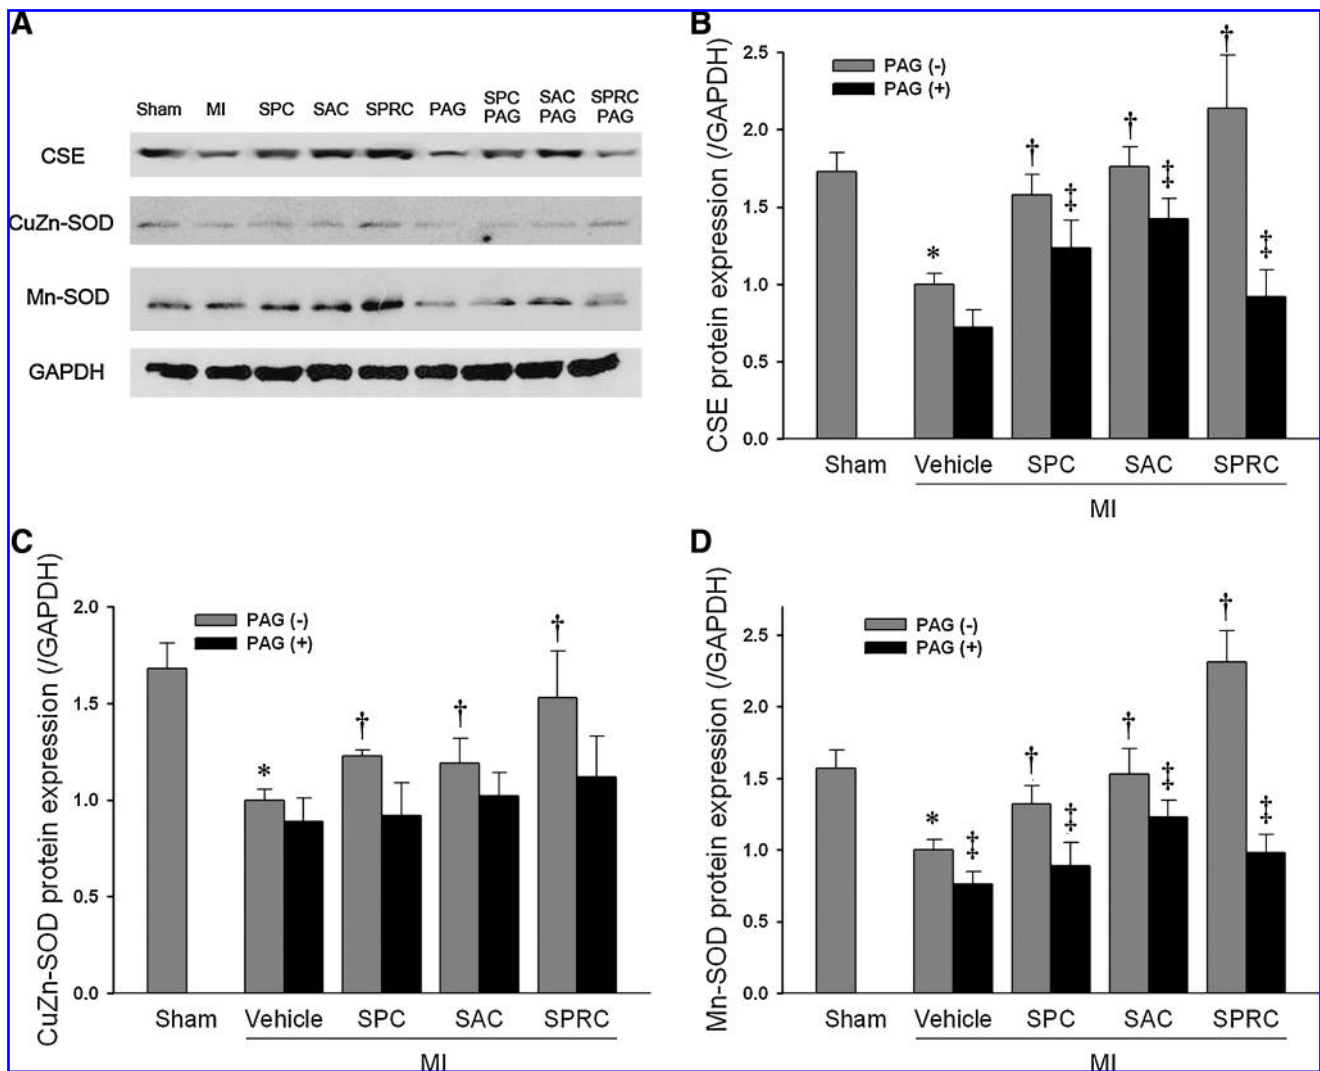 A
Sham MI SPC SAC SPRC PAG SPC PAG SAC PAG SPRC PAG
CSE
CuZn-SOD
Mn-SOD
GAPDH
B
CSE protein expression (/GAPDH)
2.5
2.0
1.5
1.0
0.5
0.0
PAG (-)
PAG (+)
*
†
‡
†
‡
†
‡
Sham Vehicle SPC SAC SPRC
MI
C
CuZn-SOD protein expression (/GAPDH)
2.0
1.5
1.0
0.5
0.0
PAG (-)
PAG (+)
*
†
†
†
Sham Vehicle SPC SAC SPRC
MI
D
Mn-SOD protein expression (/GAPDH)
2.5
2.0
1.5
1.0
0.5
0.0
PAG (-)
PAG (+)
*
‡
†
‡
†
‡
†
‡
Sham Vehicle SPC SAC SPRC
MI